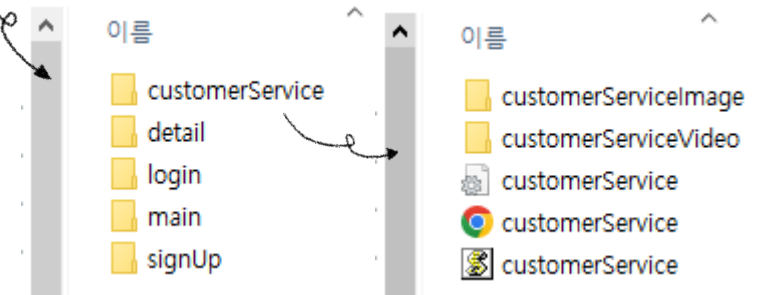 이름
customerService
detail
login
main
signUp
이름
customerServiceImage
customerServiceVideo
customerService
customerService
customerService